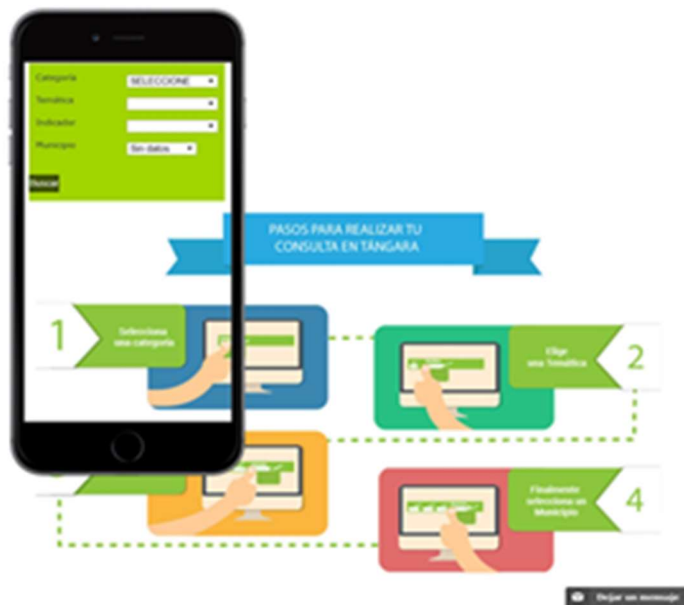 Categoría
SELECCIONE
Temática
Indicador
Municipio
Sin datos
Buscar
PASOS PARA REALIZAR TU
CONSULTA EN TÁNGARA
1
Selecciona
una categoría
Elige
una Temática
2
Finalmente
selecciona un
Municipio
4
Dejar un mensaje